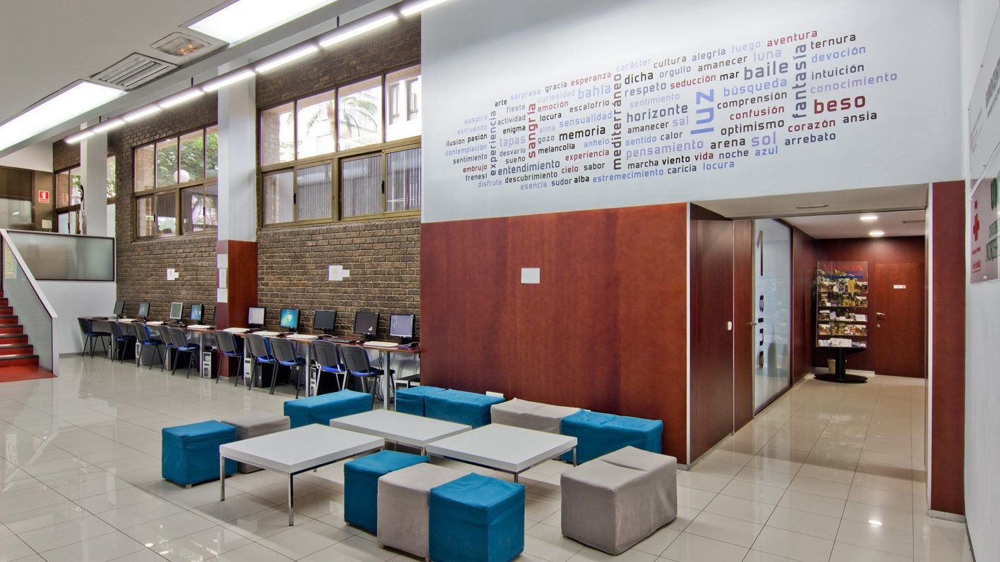 aventura
carácter cultura alegría fuego ternura
esperanza dicha orgullo amanecer luna devoción
sorpresa gracia curiosidad bahía respeto seducción mar baile fantasía intuición
arte fiesta emoción escalofrío mediterráneo sentimiento luz búsqueda conocimiento
suspiro experiencia actividad sangría locura sensualidad horizonte comprensión beso
estruendo enigma alma memoria amanecer sal confusión ansia
ilusión pasión tapas gozo anhelo sentido calor optimismo corazón
contemplación desvarío melancolía pensamiento arena sol arrebato
sentimiento sueño experiencia marcha viento vida noche azul
embrujo entendimiento cielo sabor estremecimiento caricia locura
frenesí descubrimiento alba
disfrute esencia sudor
aula 1